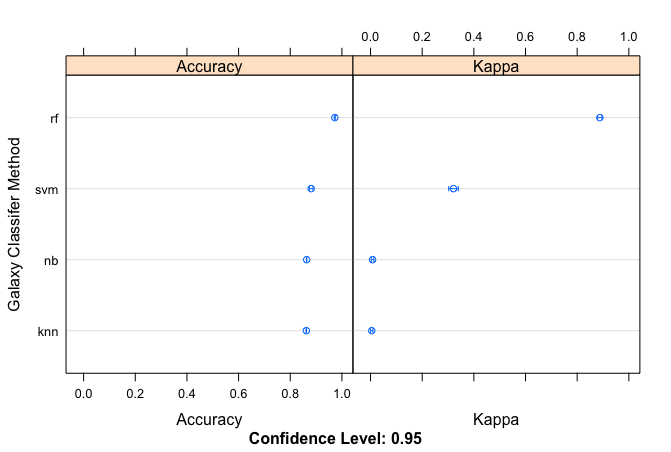 0.0 0.2 0.4 0.6 0.8 1.0
Accuracy Kappa
Galaxy Classifer Method
rf
svm
nb
knn
0.0 0.2 0.4 0.6 0.8 1.0
Accuracy Kappa
Confidence Level: 0.95